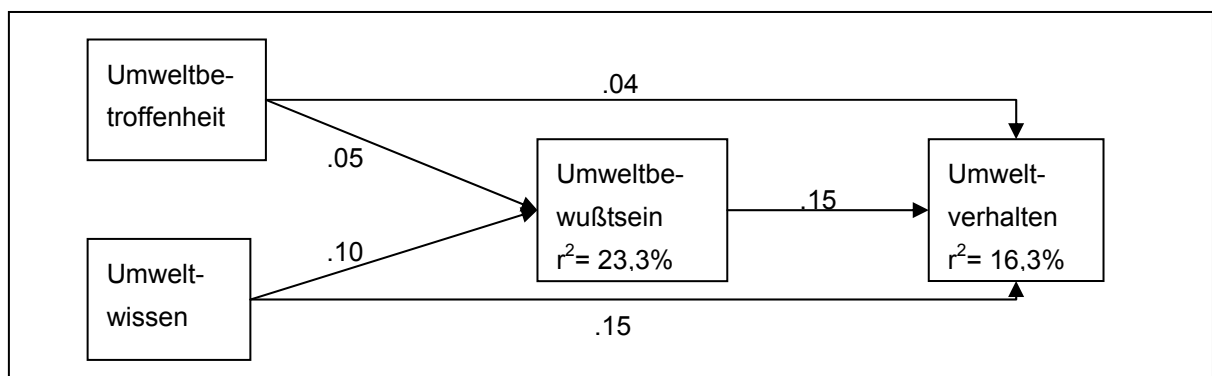 Umweltbe-
troffenheit
.04
.05
Umweltbe-
wußtsein
r²= 23,3%
.15
Umwelt-
verhalten
r²= 16,3%
.10
Umwelt-
wissen
.15